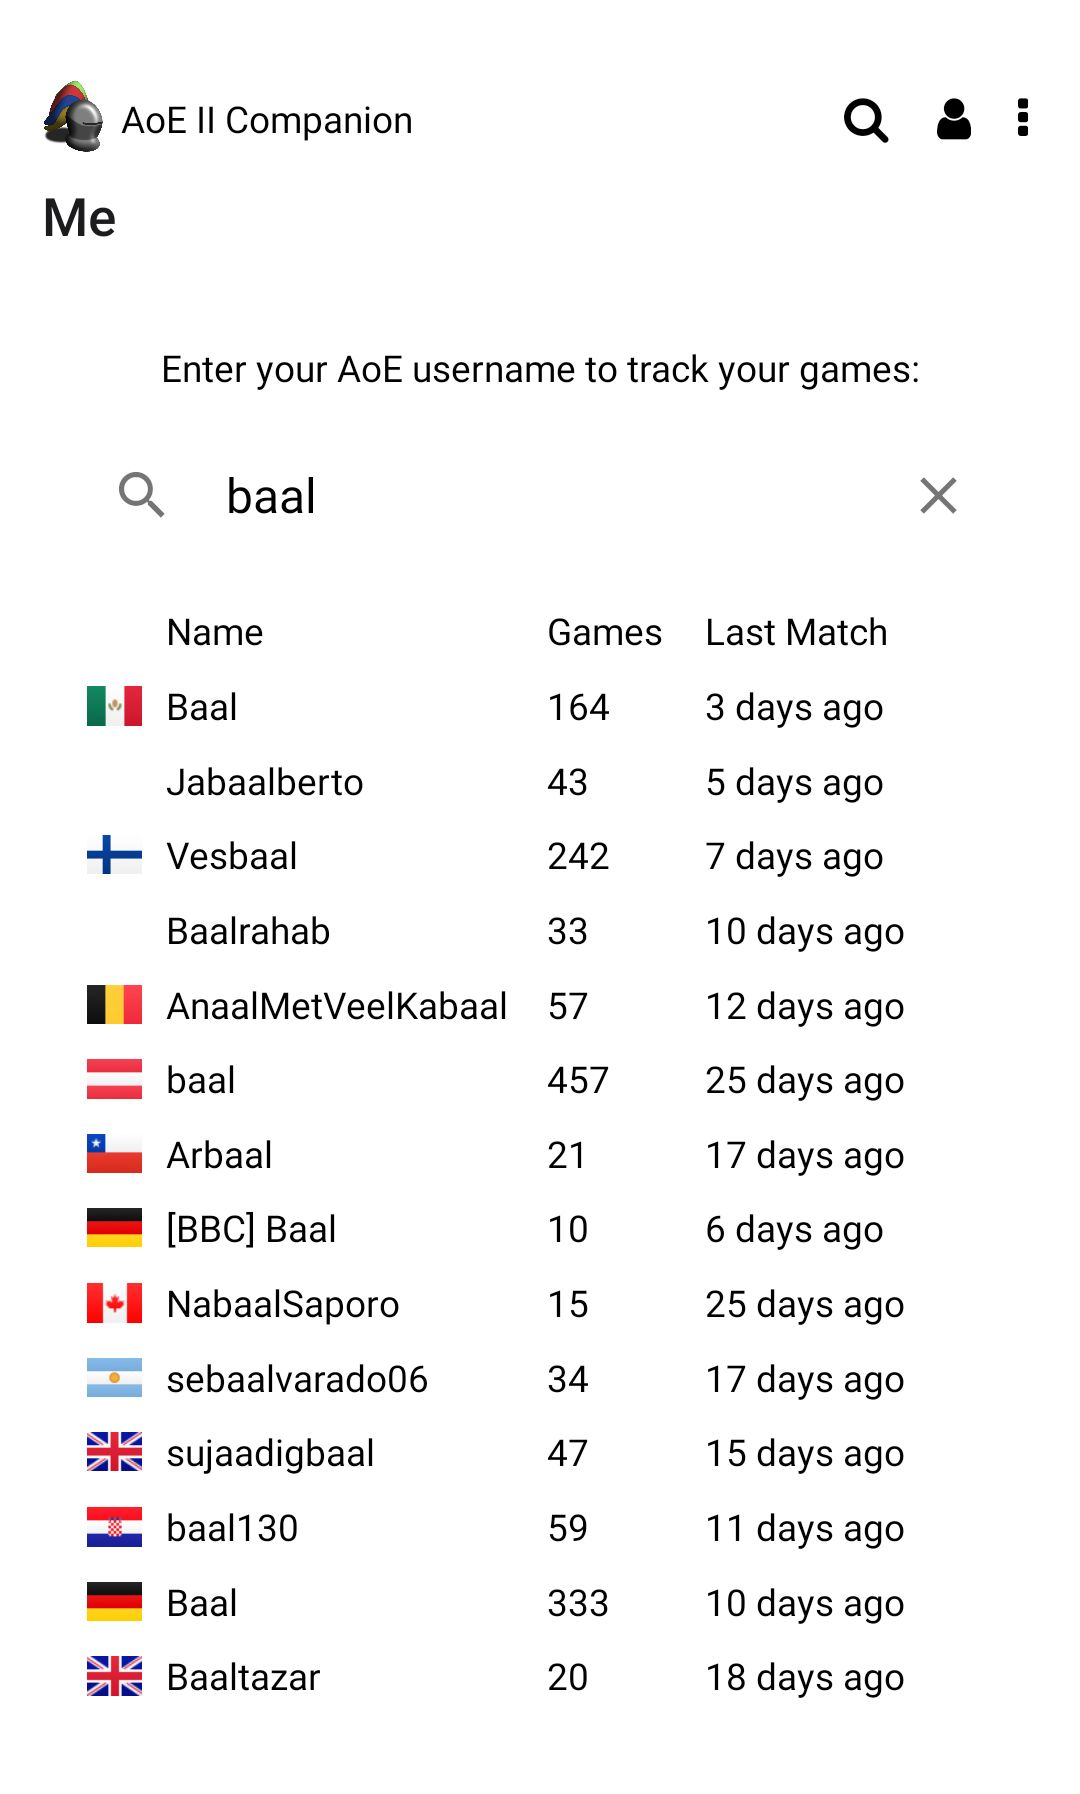 AoE II Companion
Me
Enter your AoE username to track your games:
baal
Name Games Last Match
Baal 164 3 days ago
Jabaalberto 43 5 days ago
Vesbaal 242 7 days ago
Baalrahab 33 10 days ago
AnaalMetVeelKabaal 57 12 days ago
baal 457 25 days ago
Arbaal 21 17 days ago
[BBC] Baal 10 6 days ago
NabaalSaporo 15 25 days ago
sebaalvarado06 34 17 days ago
sujaadigbaal 47 15 days ago
baal130 59 11 days ago
Baal 333 10 days ago
Baaltazar 20 18 days ago